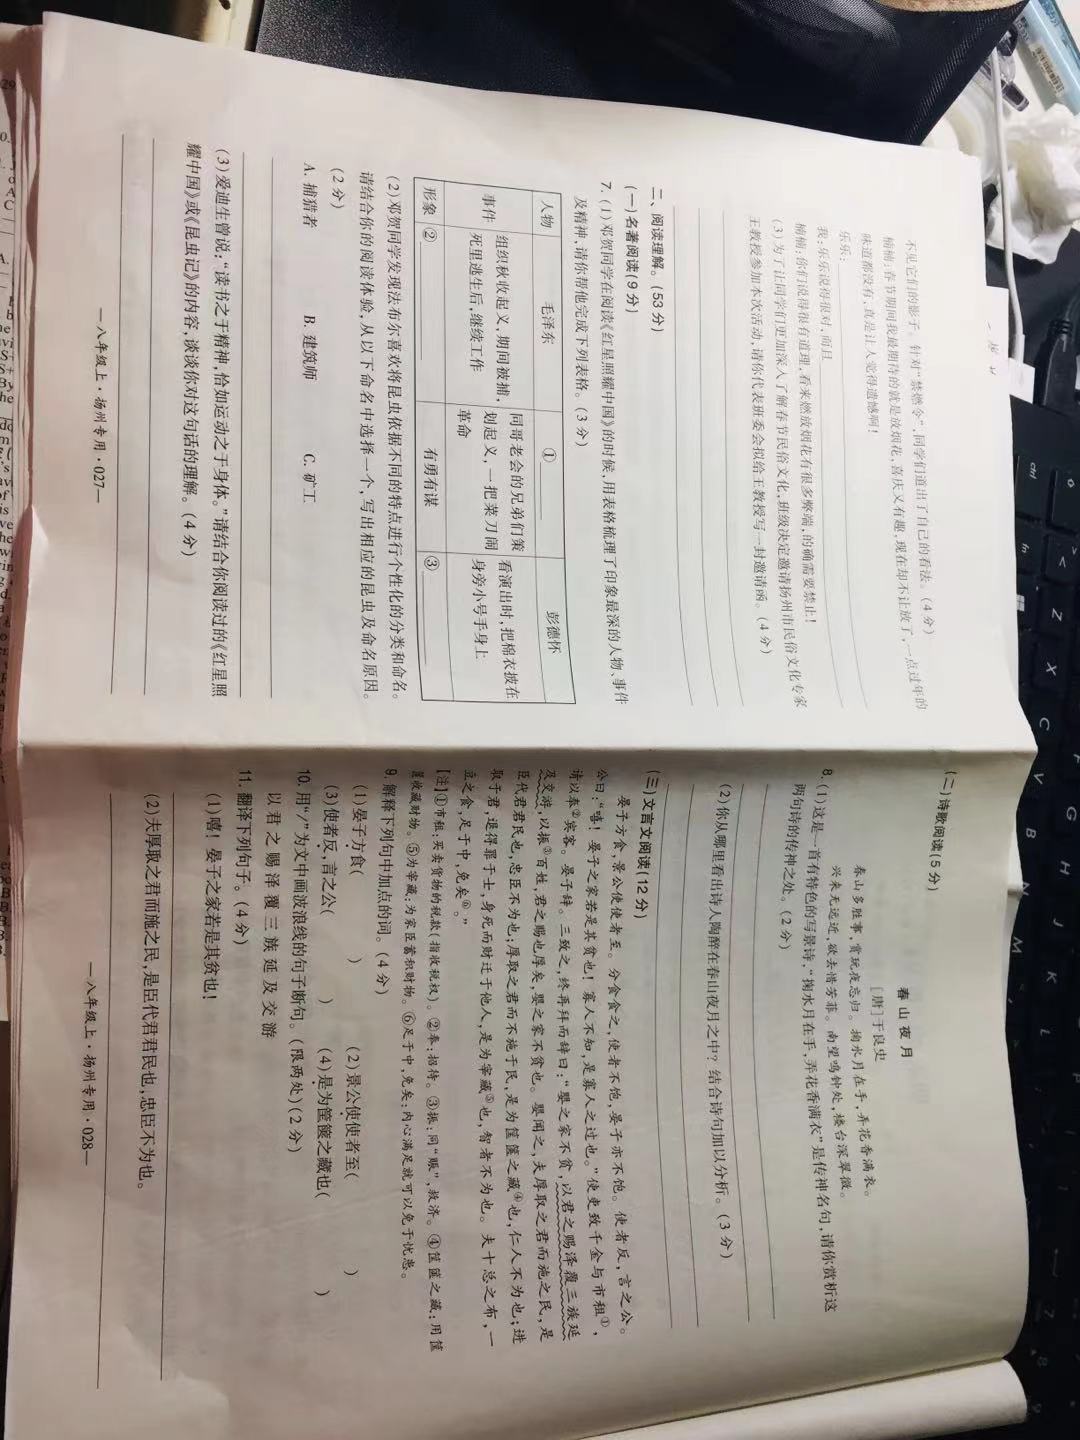 不见它们的影子。针对“禁燃令”,同学们道出了自己的看法。(4分)
楠楠:春节期间我最期待的就是放烟花,喜庆又有趣,现在却不让放了,一点过年的
味道都没有,真是让人觉得遗憾啊!
乐乐:
我:乐乐说得很对,而且
楠楠:你们说得很有道理,看来燃放烟花有很多弊端,的确需要禁止!
(3)为了让同学们更加深入了解春节民俗文化,班级决定邀请扬州市民俗文化专家
王教授参加本次活动,请你代表班委会拟给王教授写一封邀请函。(4分)
二、阅读理解。(53分)
(一)名著阅读(9分)
7. (1)邓贺同学在阅读《红星照耀中国》的时候,用表格梳理了印象最深的人物、事件
及精神,请你帮他完成下列表格。(3分)
人物 毛泽东 ① 彭德怀
事件 组织秋收起义,期间被捕,死里逃生后,继续工作 同哥老会的兄弟们策划起义,一把菜刀闹革命 看演出时,把棉衣披在身旁小号手身上
形象 ② 有勇有谋 ③
(2)邓贺同学发现法布尔喜欢将昆虫依据不同的特点进行个性化的分类和命名。
请结合你的阅读体验,从以下命名中选择一个,写出相应的昆虫及命名原因。
(2分)
A. 捕猎者 B. 建筑师 C. 矿工
(3)爱迪生曾说:“读书之于精神,恰如运动之于身体。”请结合你阅读过的《红星照
耀中国》或《昆虫记》的内容,谈谈你对这句话的理解。(4分)
—八年级上·扬州专用·027—
(二)诗歌阅读(5分)
春山夜月
[唐]于良史
春山多胜事,赏玩夜忘归。掬水月在手,弄花香满衣。
兴来无远近,欲去惜芳菲。南望鸣钟处,楼台深翠微。
8. (1)这是一首有特色的写景诗,“掬水月在手,弄花香满衣”是传神名句,请你赏析这
两句诗的传神之处。(2分)
(2)你从哪里看出诗人陶醉在春山夜月之中?结合诗句加以分析。(3分)
(三)文言文阅读(12分)
晏子方食,景公使使者至。分食食之,使者不饱,晏子亦不饱。使者反,言之公。
公曰:“嘻!晏子之家若是其贫也!寡人不知,是寡人之过也。”使吏致千金与市租①,
请以奉②宾客。晏子辞。三致之,终再拜而辞曰:“婴之家不贫,以君之赐泽覆三族延
及交游,以振③百姓,君之赐也厚矣,婴之家不贫也。婴闻之,夫厚取之君而施之民,是
臣代君君民也,忠臣不为也;厚取之君而不施于民,是为筐箧之藏④也,仁人不为也;进
取于君,退得罪于士,身死而财迁于他人,是为宰藏⑤也,智者不为也。夫十总之布,一
豆之食,足于中,免矣⑥。”
【注】①市租:买卖货物的税款(指收税权)。②奉:招待。③振:同“赈”,救济。④筐箧之藏:用筐
箧收藏财物。⑤为宰藏:为家臣蓄积财物。⑥足于中,免矣:内心满足就可以免于忧患。
9. 解释下列句中加点的词。(4分)
(1)晏子方食( ) (2)景公使使者至( )
(3)使者反,言之公( ) (4)是为筐箧之藏也( )
10. 用“/”为文中画波浪线的句子断句。(限两处)(2分)
以君之赐泽覆三族延及交游
11. 翻译下列句子。(4分)
(1)嘻!晏子之家若是其贫也!
(2)夫厚取之君而施之民,是臣代君君民也,忠臣不为也。
—八年级上·扬州专用·028—